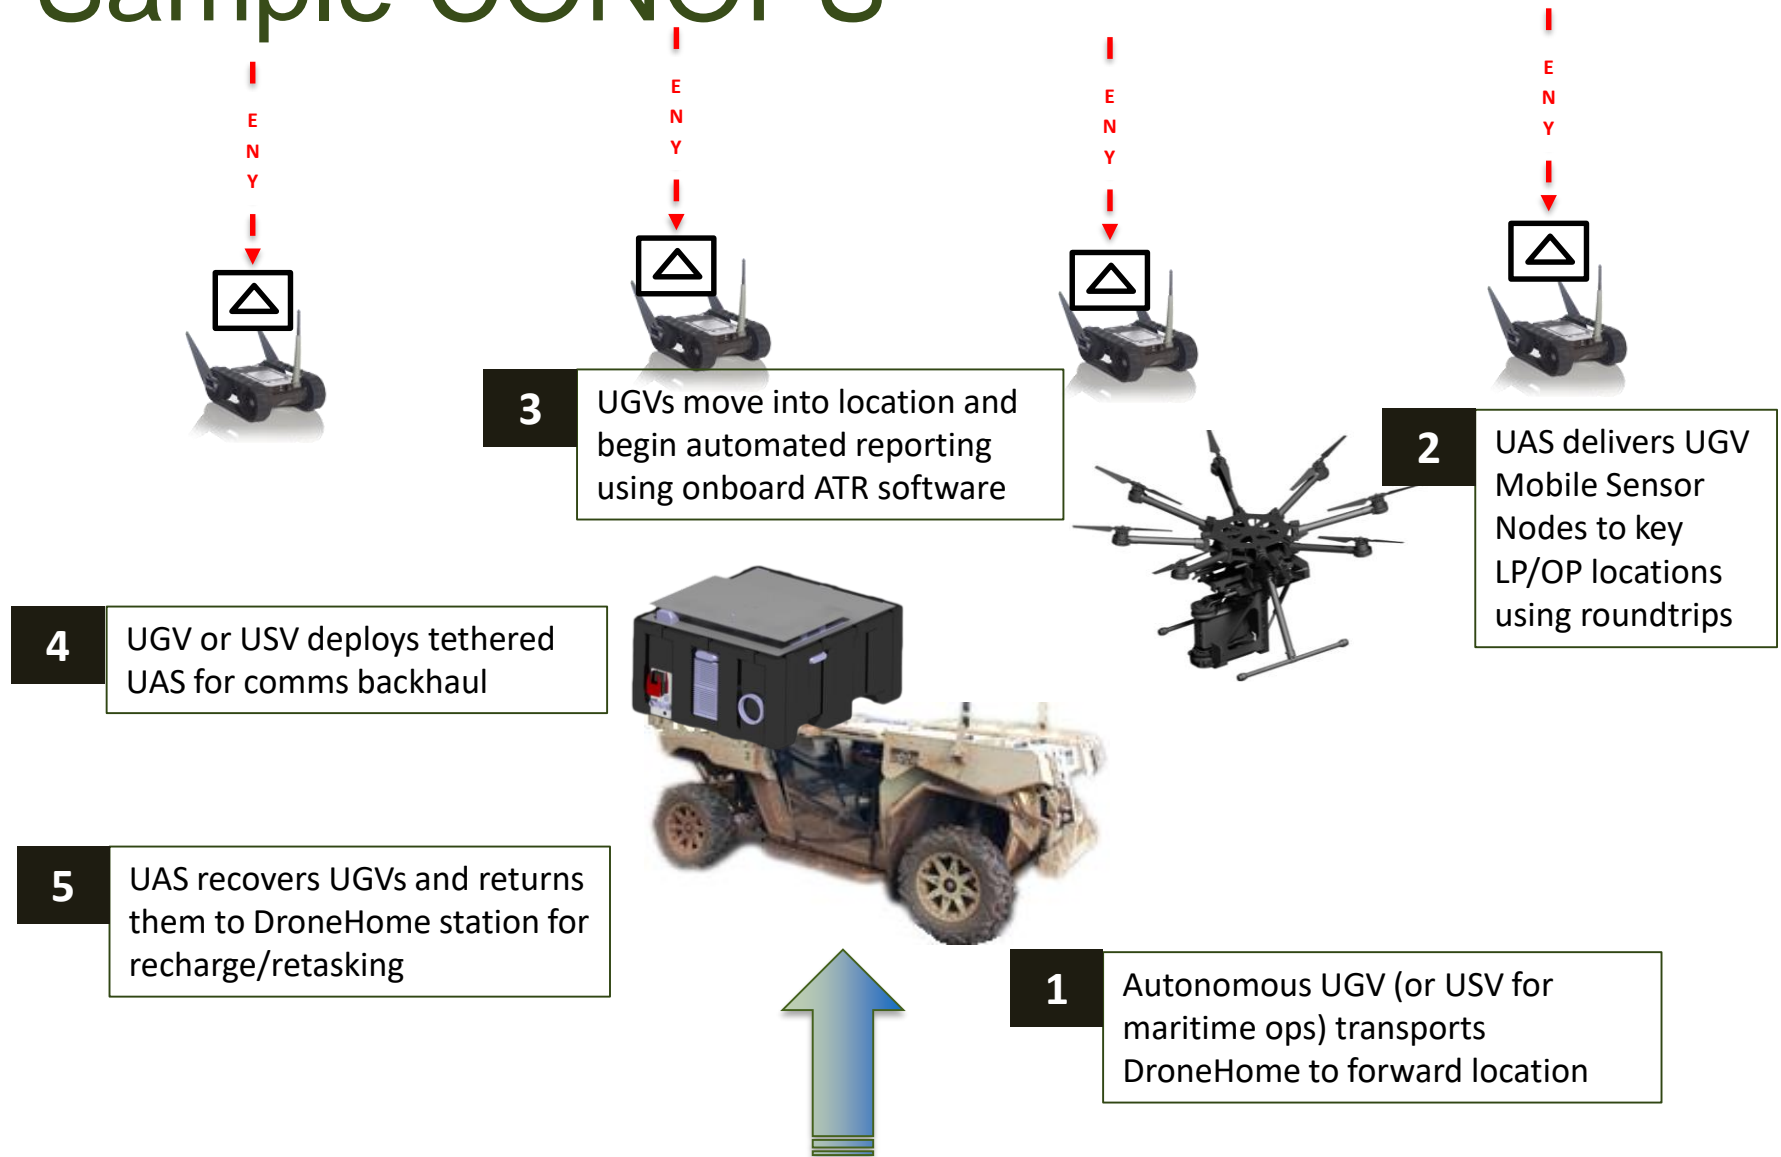 Sample CONOPS
E
N
Y
E
N
Y
E
N
Y
E
N
Y
3
UGVs move into location and
begin automated reporting
using onboard ATR software
2
UAS delivers UGV
Mobile Sensor
Nodes to key
LP/OP locations
using roundtrips
4
UGV or USV deploys tethered
UAS for comms backhaul
5
UAS recovers UGVs and returns
them to DroneHome station for
recharge/retasking
1
Autonomous UGV (or USV for
maritime ops) transports
DroneHome to forward location